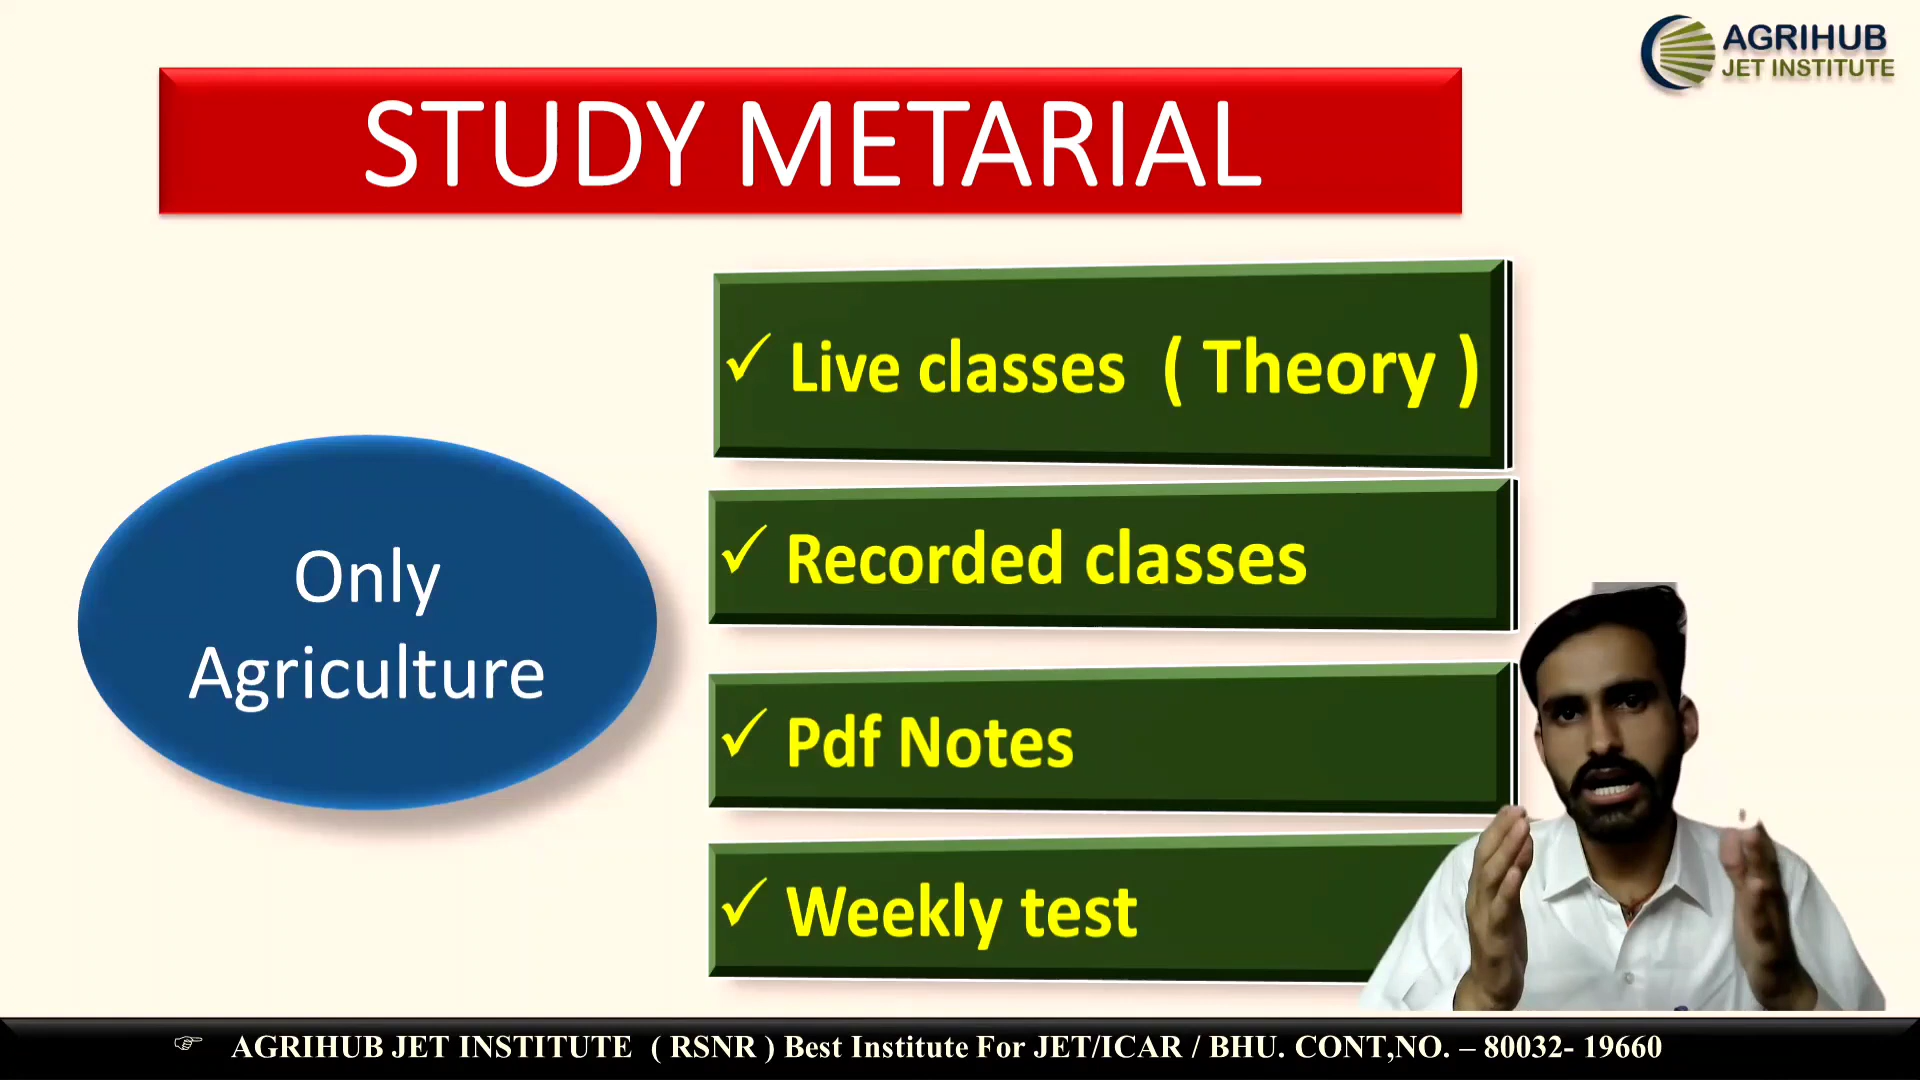 AGRIHUB
JET INSTITUTE
STUDY METARIAL
✓ Live classes ( Theory )
✓ Recorded classes
Only
Agriculture
✓ Pdf Notes
✓ Weekly test
☞ AGRIHUB JET INSTITUTE ( RSNR ) Best Institute For JET/ICAR / BHU. CONT,NO. – 80032- 19660